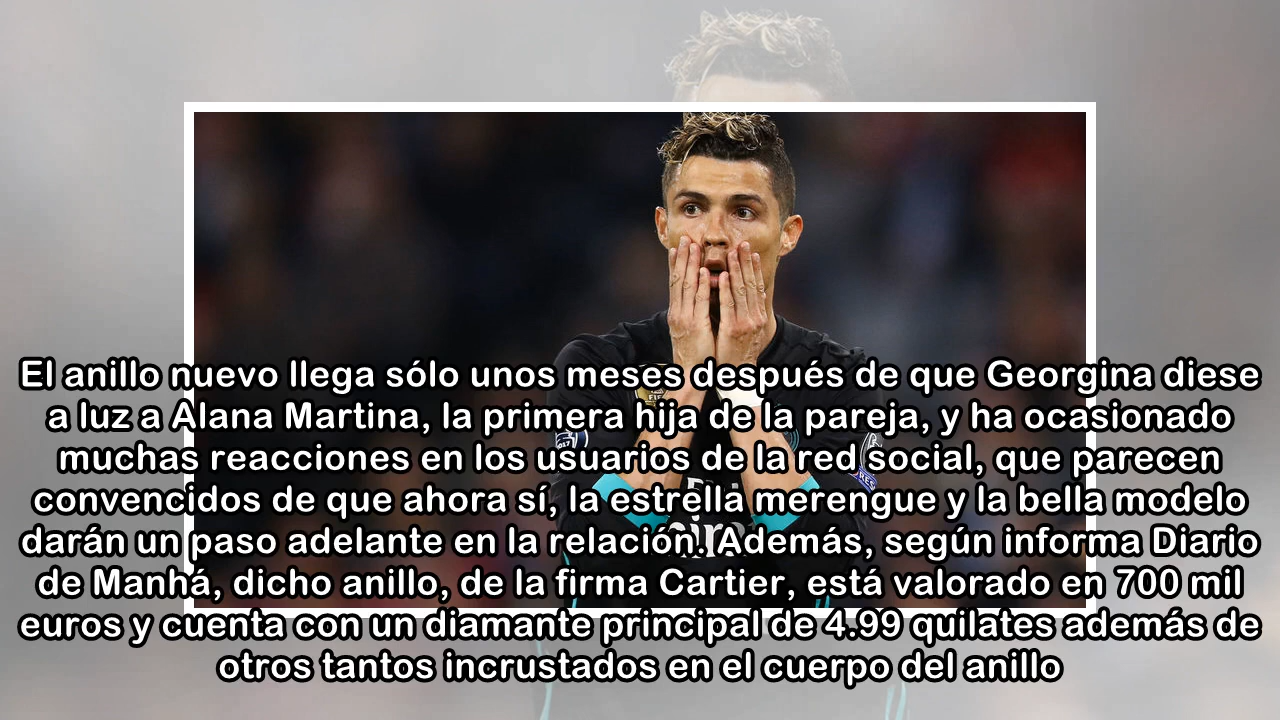 El anillo nuevo llega sólo unos meses después de que Georgina diese
a luz a Alana Martina, la primera hija de la pareja, y ha ocasionado
muchas reacciones en los usuarios de la red social, que parecen
convencidos de que ahora sí, la estrella merengue y la bella modelo
darán un paso adelante en la relación. Además, según informa Diario
de Manhá, dicho anillo, de la firma Cartier, está valorado en 700 mil
euros y cuenta con un diamante principal de 4.99 quilates además de
otros tantos incrustados en el cuerpo del anillo